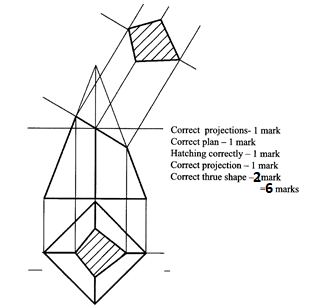 Correct projections- 1 mark
Correct plan – 1 mark
Hatching correctly – 1 mark
Correct projection – 1 mark
Correct thrue shape –2mark
=6 marks